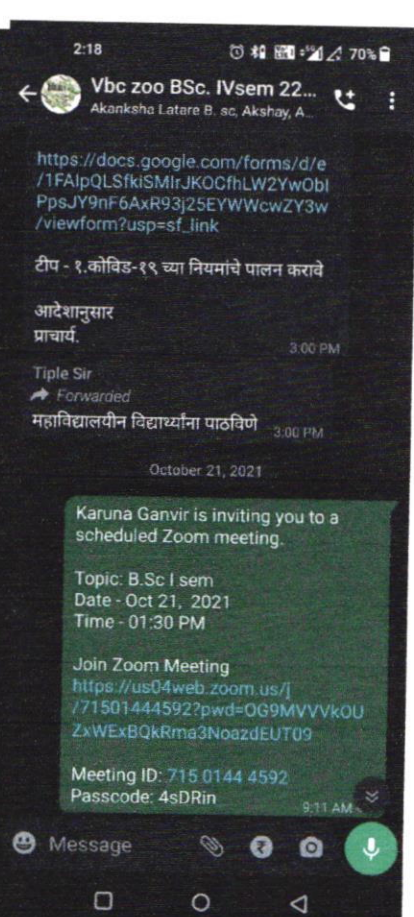 2:18
70%
Vbc zoo BSc. IVsem 22...
Akanksha Latare B. sc, Akshay, A...
https://docs.google.com/forms/d/e
/1FAIpQLSfkiSMIrJKOCfhLW2YwObl
PpsJY9nF6AxR93j25EYWWcwZY3w
/viewform?usp=sf_link
टीप - १.कोविड-१९ च्या नियमांचे पालन करावे
आदेशानुसार
प्राचार्य.
3:00 PM
Tiple Sir
Forwarded
महाविद्यालयीन विद्यार्थ्यांना पाठविणे
3:00 PM
October 21, 2021
Karuna Ganvir is inviting you to a
scheduled Zoom meeting.
Topic: B.Sc I sem
Date - Oct 21, 2021
Time - 01:30 PM
Join Zoom Meeting
https://us04web.zoom.us/j
/71501444592?pwd=OG9MVVVkOU
ZxWExBQkRma3NoazdEUT09
Meeting ID: 715 0144 4592
Passcode: 4sDRin
9:11 AM
Message